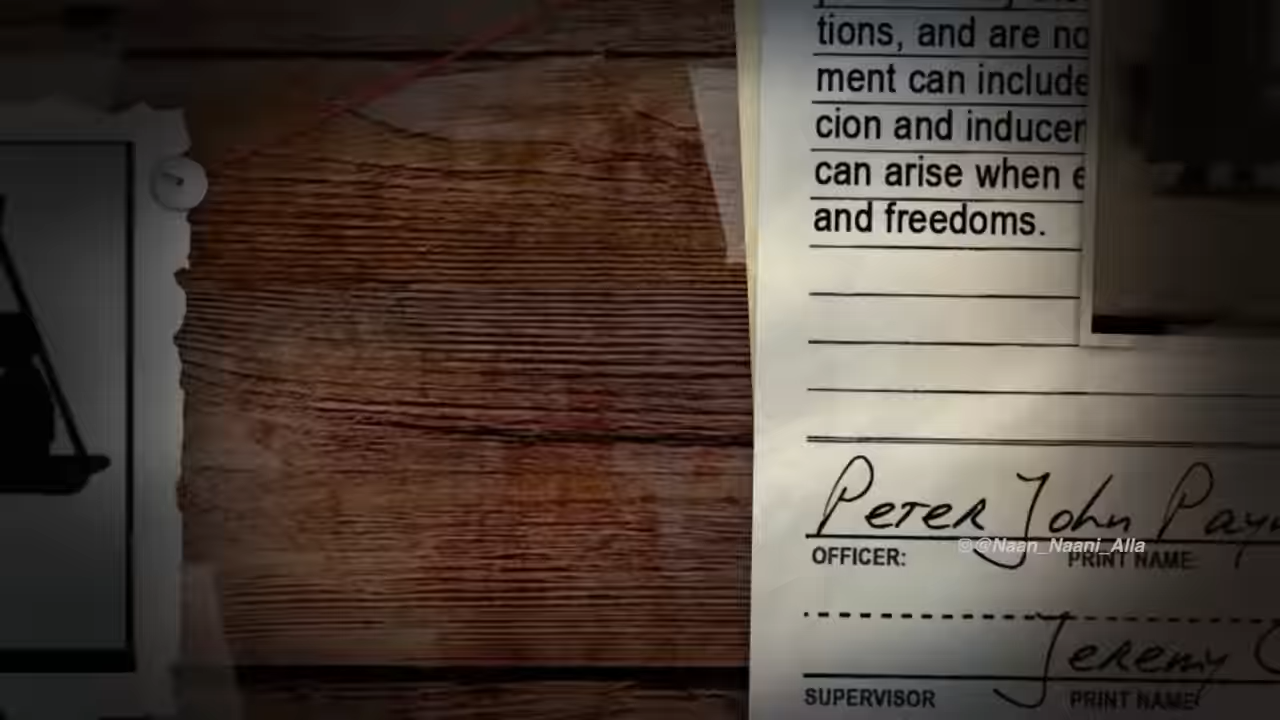 tions, and are no
ment can include
cion and inducer
can arise when e
and freedoms.
Peter John Pay
©@Naan_Naani_Alla
OFFICER: PRINT NAME:
Jeremy
SUPERVISOR PRINT NAME